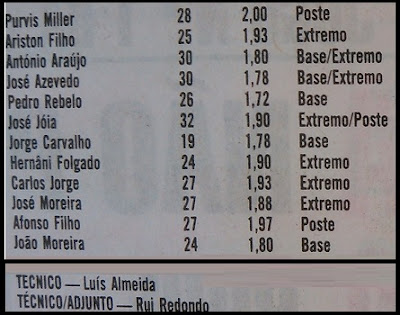 Purvis Miller 28 2,00 Poste
Ariston Filho 25 1,93 Extremo
António Araújo 30 1,80 Base/Extremo
José Azevedo 30 1,78 Base/Extremo
Pedro Rebelo 26 1,72 Base
José Jóia 32 1,90 Extremo/Poste
Jorge Carvalho 19 1,78 Base
Hernâni Folgado 24 1,90 Extremo
Carlos Jorge 27 1,93 Extremo
José Moreira 27 1,88 Extremo
Afonso Filho 27 1,97 Poste
João Moreira 24 1,80 Base
TECNICO — Luís Almeida
TÉCNICO/ADJUNTO — Rui Redondo